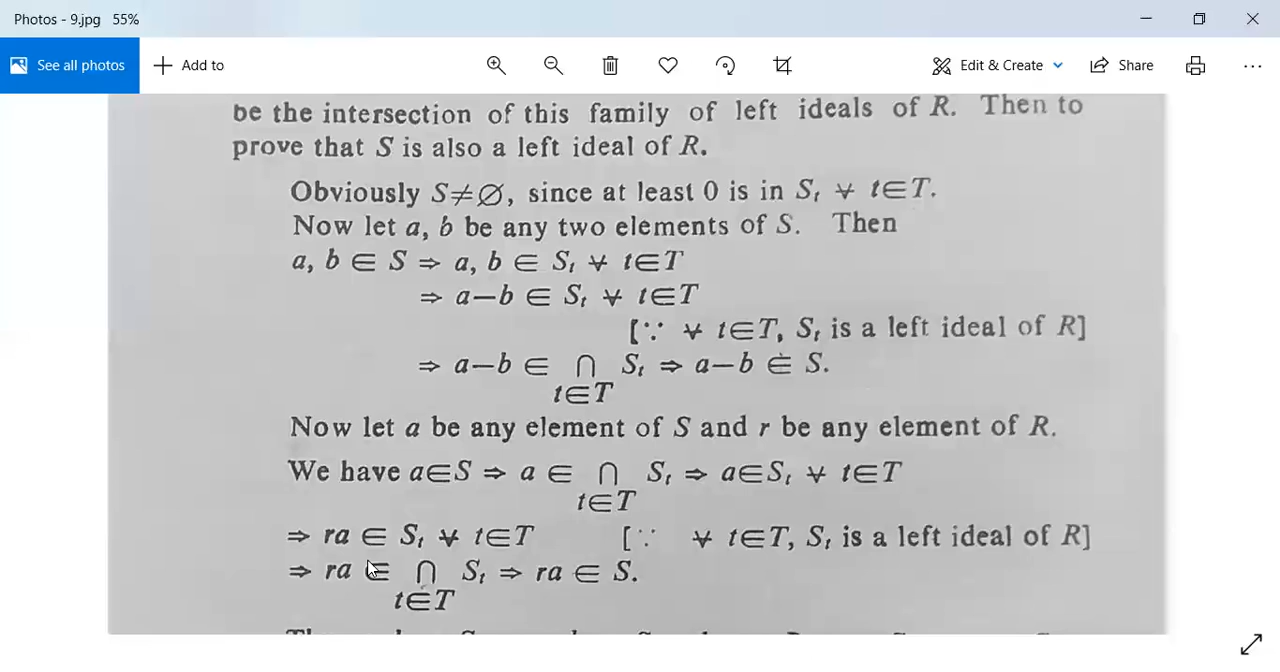 Photos - 9.jpg 55%
See all photos
Add to
Edit & Create
Share
be the intersection of this family of left ideals of R. Then to
prove that S is also a left ideal of R.
Obviously S≠∅, since at least 0 is in Sₜ ∀ t∈T.
Now let a, b be any two elements of S. Then
a, b ∈ S ⇒ a, b ∈ Sₜ ∀ t∈T
⇒ a—b ∈ Sₜ ∀ t∈T
[∵ ∀ t∈T, Sₜ is a left ideal of R]
⇒ a—b ∈ ∩ Sₜ ⇒ a—b ∈ S.
t∈T
Now let a be any element of S and r be any element of R.
We have a∈S ⇒ a ∈ ∩ Sₜ ⇒ a∈Sₜ ∀ t∈T
t∈T
⇒ ra ∈ Sₜ ∀ t∈T [∵ ∀ t∈T, Sₜ is a left ideal of R]
⇒ ra ∈ ∩ Sₜ ⇒ ra ∈ S.
t∈T